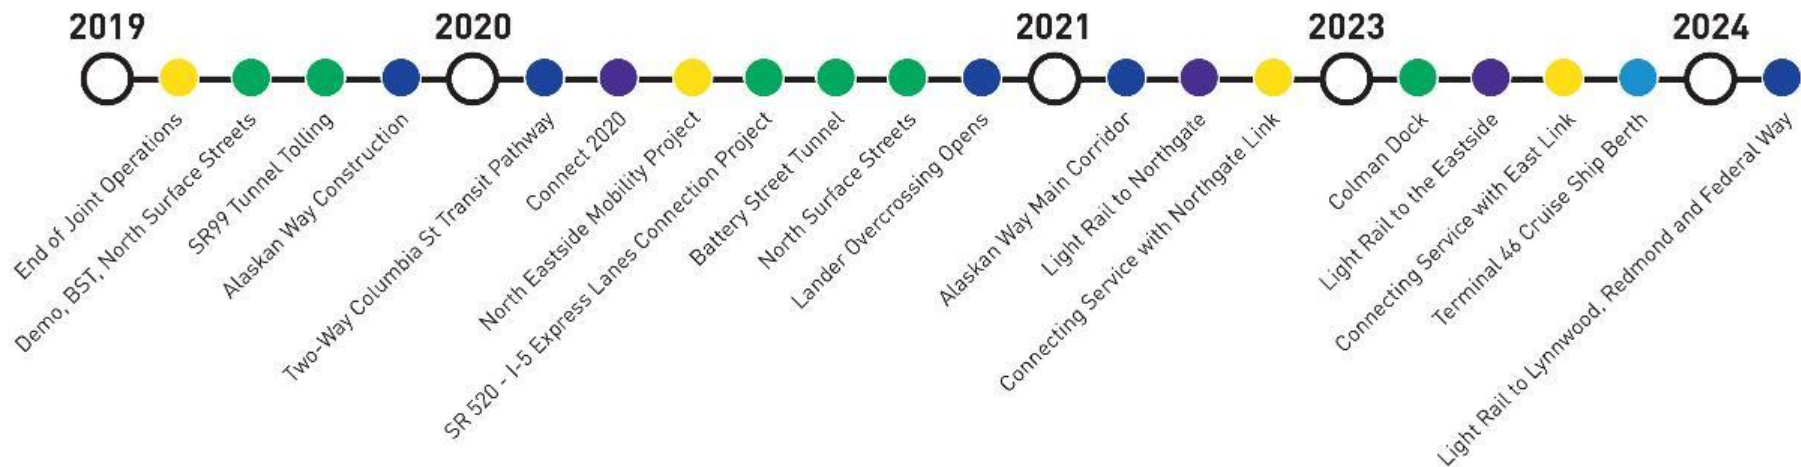 2019
End of Joint Operations
Demo, BST, North Surface Streets
SR99 Tunnel Tolling
Alaskan Way Construction
2020
Two-Way Columbia St Transit Pathway
Connect 2020
North Eastside Mobility Project
SR 520 - I-5 Express Lanes Connection Project
Battery Street Tunnel
North Surface Streets
Lander Overcrossing Opens
2021
Alaskan Way Main Corridor
Light Rail to Northgate
Connecting Service with Northgate Link
2023
Colman Dock
Light Rail to the Eastside
Connecting Service with East Link
Terminal 46 Cruise Ship Berth
2024
Light Rail to Lynnwood, Redmond and Federal Way